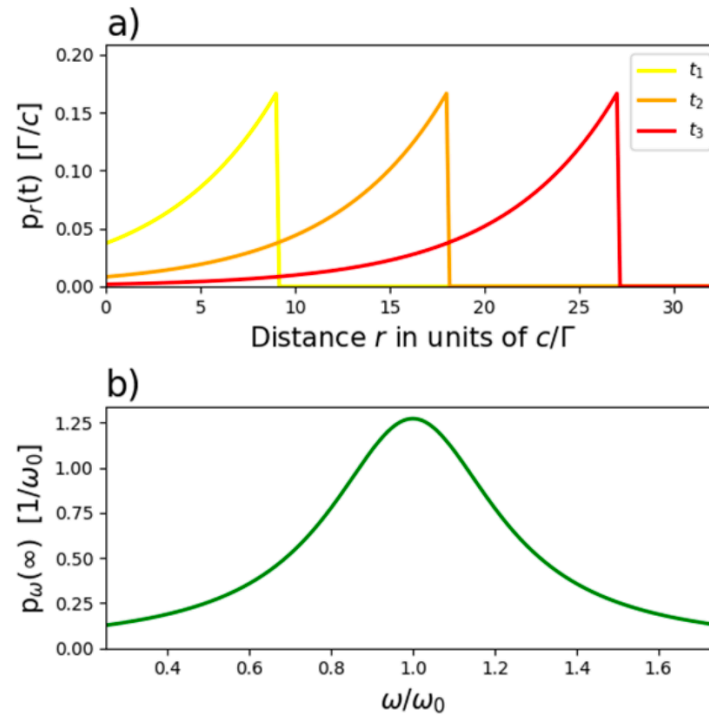 a)
0.20
0.15
0.10
0.05
0.00
p_r(t) [Γ/c]
t₁
t₂
t₃
0 5 10 15 20 25 30
Distance r in units of c/Γ
b)
1.25
1.00
0.75
0.50
0.25
0.00
p_ω(∞) [1/ω₀]
0.4 0.6 0.8 1.0 1.2 1.4 1.6
ω/ω₀